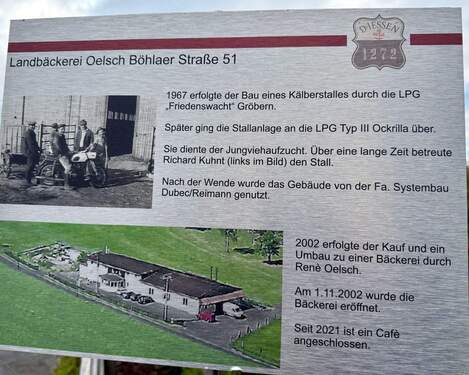 DIESSEN
1272
Landbäckerei Oelsch Böhlaer Straße 51
1967 erfolgte der Bau eines Kälberstalles durch die LPG
„Friedenswacht“ Gröbern.
Später ging die Stallanlage an die LPG Typ III Ockrilla über.
Sie diente der Jungviehaufzucht. Über eine lange Zeit betreute
Richard Kuhnt (links im Bild) den Stall.
Nach der Wende wurde das Gebäude von der Fa. Systembau
Dubec/Reimann genutzt.
2002 erfolgte der Kauf und ein
Umbau zu einer Bäckerei durch
Renè Oelsch.
Am 1.11.2002 wurde die
Bäckerei eröffnet.
Seit 2021 ist ein Cafè
angeschlossen.